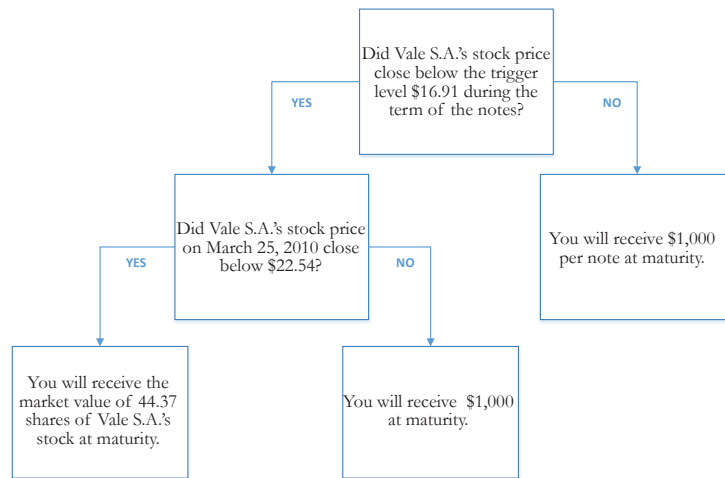 Did Vale S.A.'s stock price
close below the trigger
level $16.91 during the
term of the notes?
YES
NO
Did Vale S.A.'s stock price
on March 25, 2010 close
below $22.54?
You will receive $1,000
per note at maturity.
YES
NO
You will receive the
market value of 44.37
shares of Vale S.A.'s
stock at maturity.
You will receive $1,000
at maturity.